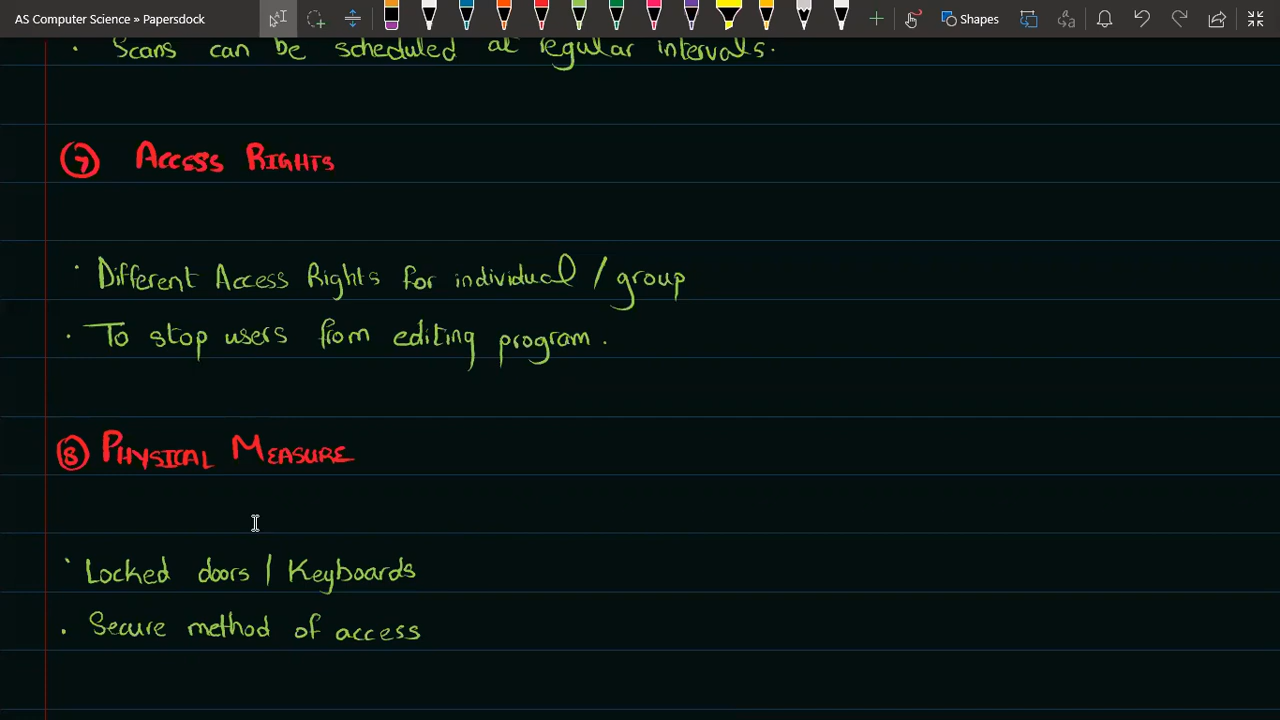 AS Computer Science » Papersdock
Shapes
• Scans can be scheduled at regular intervals.
7 ACCESS RIGHTS
• Different Access Rights for individual / group
• To stop users from editing program.
8 PHYSICAL MEASURE
• Locked doors / Keyboards
• Secure method of access